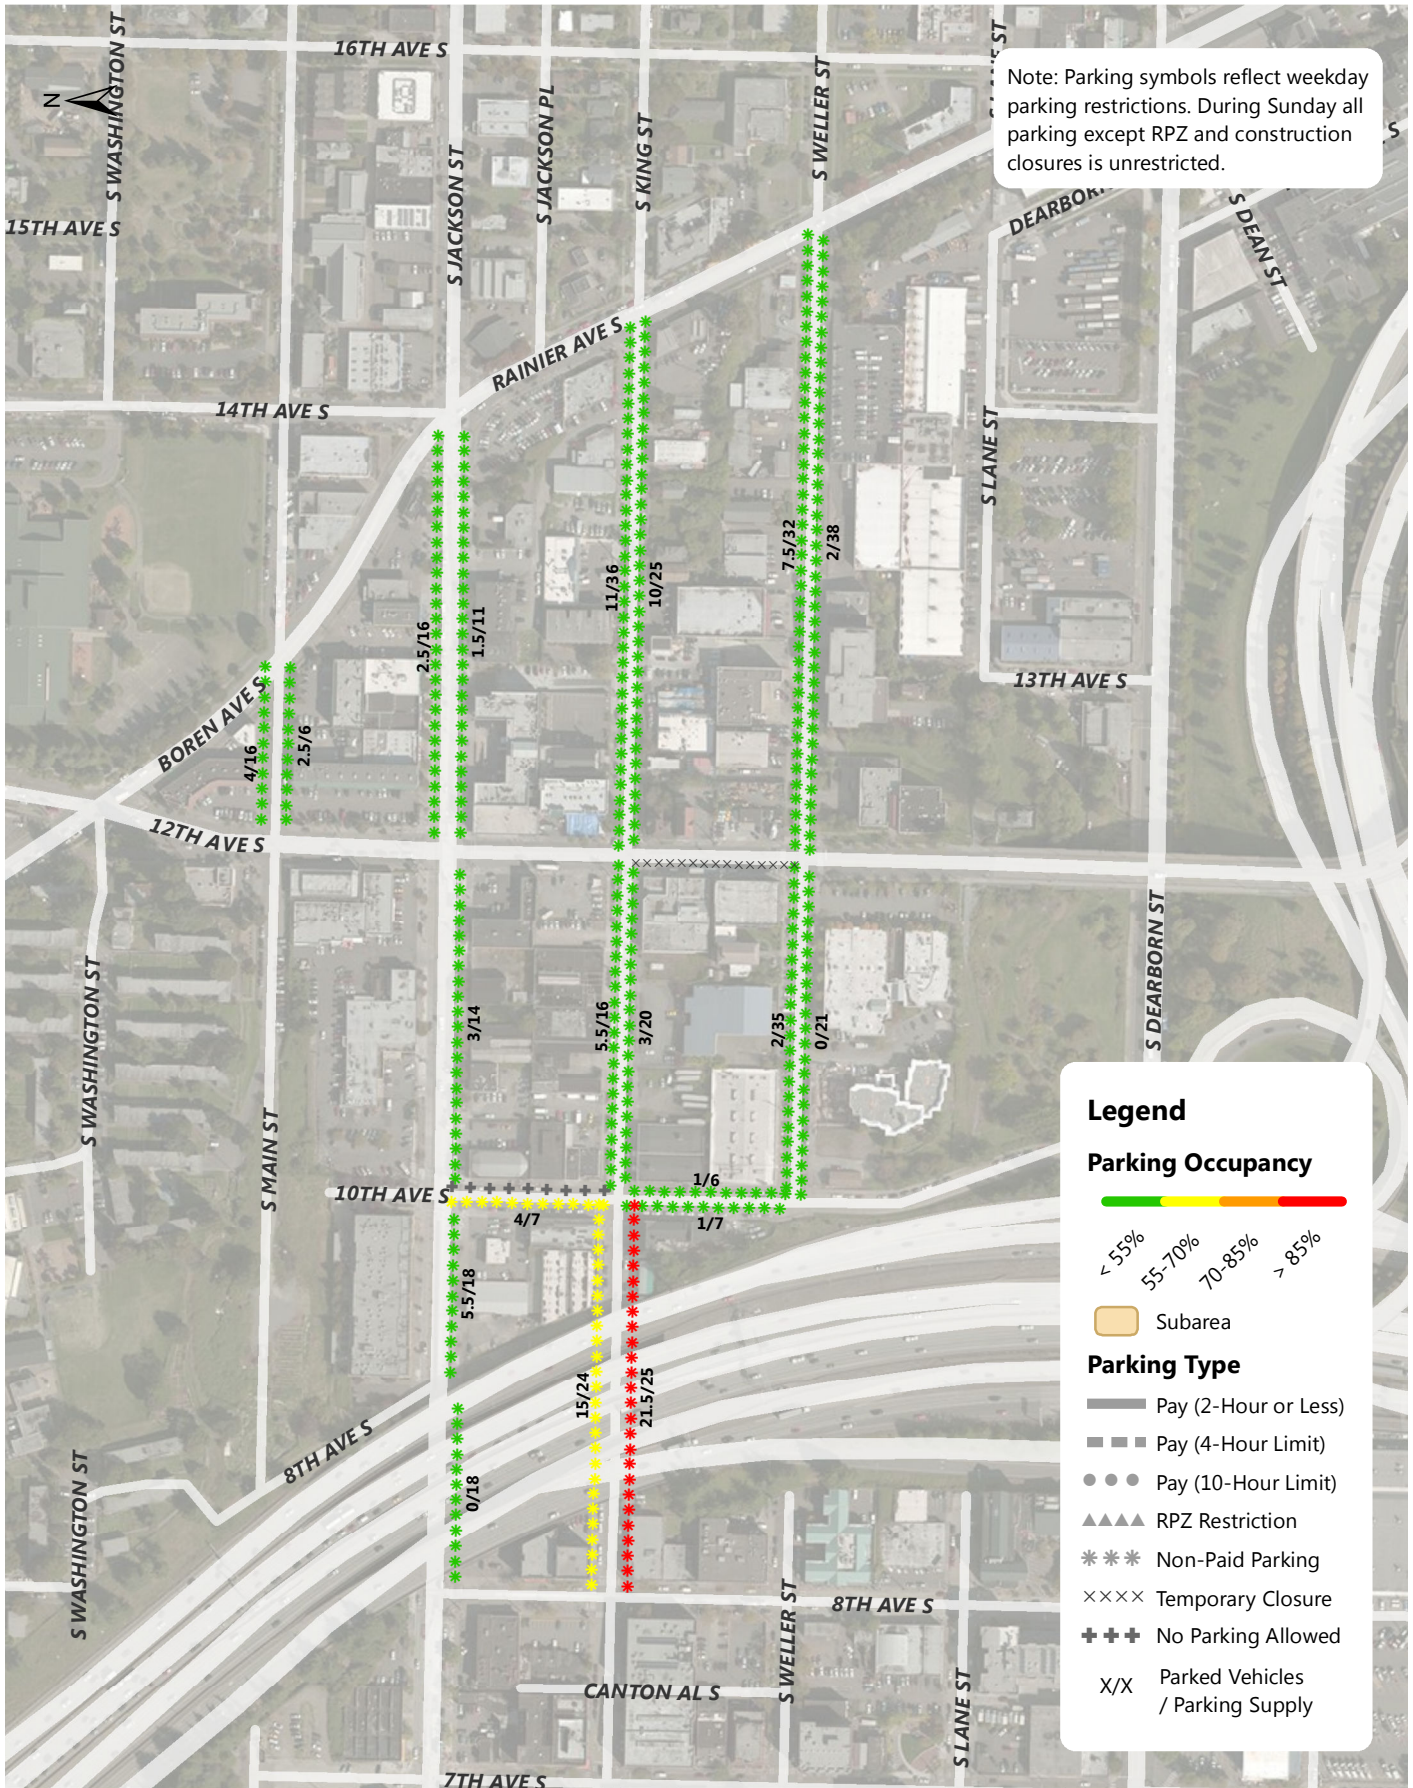 16TH AVE S
S WASHINGTON ST
N
S JACKSON ST
S JACKSON PL
S KING ST
S WELLER ST
Note: Parking symbols reflect weekday
parking restrictions. During Sunday all
parking except RPZ and construction
closures is unrestricted.
15TH AVE S
DEARBORN
S DEAN ST
RAINIER AVE S
14TH AVE S
S LANE ST
7.5/32
2/38
11/36
10/25
2.5/16
1.5/11
BOREN AVE S
4/16
2.5/6
13TH AVE S
12TH AVE S
S WASHINGTON ST
S DEARBORN ST
3/14
5.5/16
3/20
2/35
0/21
S MAIN ST
10TH AVE S
1/6
4/7
1/7
5.5/18
15/24
21.5/25
8TH AVE S
0/18
S WASHINGTON ST
S WELLER ST
8TH AVE S
S LANE ST
CANTON AL S
7TH AVE S
Legend
Parking Occupancy
< 55%
55-70%
70-85%
> 85%
Subarea
Parking Type
Pay (2-Hour or Less)
Pay (4-Hour Limit)
Pay (10-Hour Limit)
RPZ Restriction
Non-Paid Parking
Temporary Closure
No Parking Allowed
X/X
Parked Vehicles
/ Parking Supply